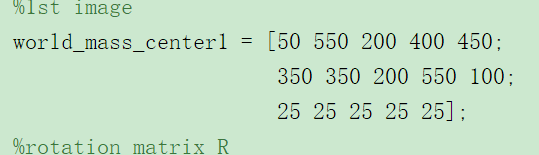 %1st image
world_mass_center1 = [50 550 200 400 450;
350 350 200 550 100;
25 25 25 25 25];
%rotation matrix R